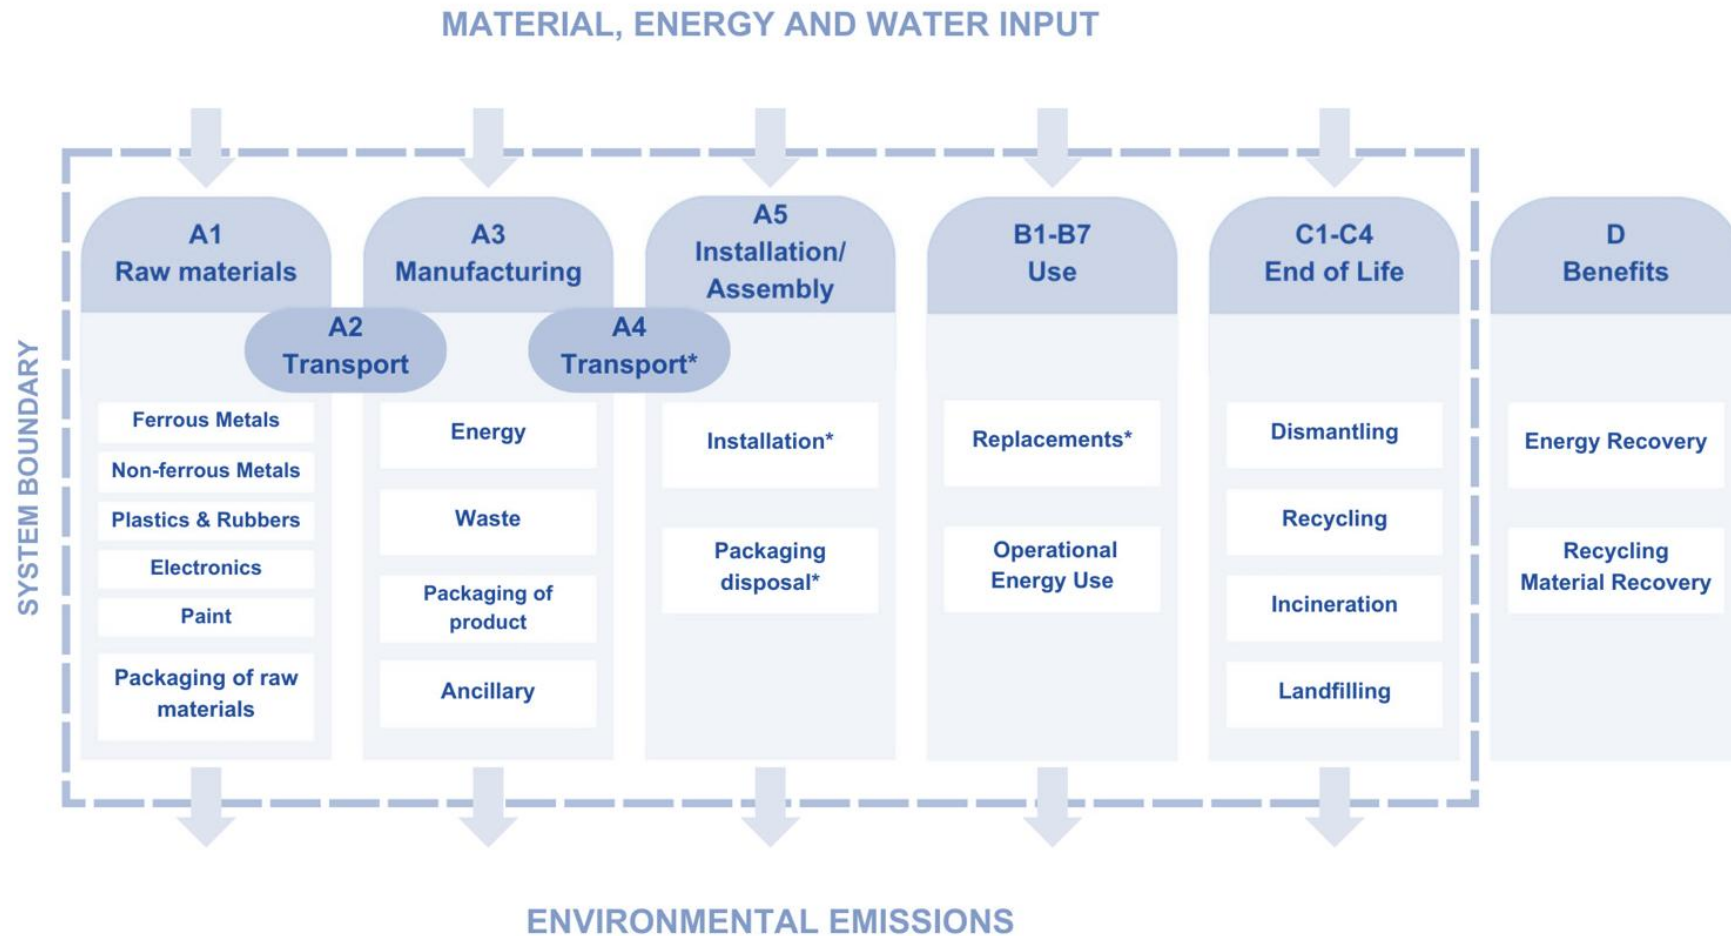 MATERIAL, ENERGY AND WATER INPUT
SYSTEM BOUNDARY
A1
Raw materials
A2
Transport
Ferrous Metals
Non-ferrous Metals
Plastics & Rubbers
Electronics
Paint
Packaging of raw
materials
A3
Manufacturing
A4
Transport*
Energy
Waste
Packaging of
product
Ancillary
A5
Installation/
Assembly
Installation*
Packaging
disposal*
B1-B7
Use
Replacements*
Operational
Energy Use
C1-C4
End of Life
Dismantling
Recycling
Incineration
Landfilling
D
Benefits
Energy Recovery
Recycling
Material Recovery
ENVIRONMENTAL EMISSIONS